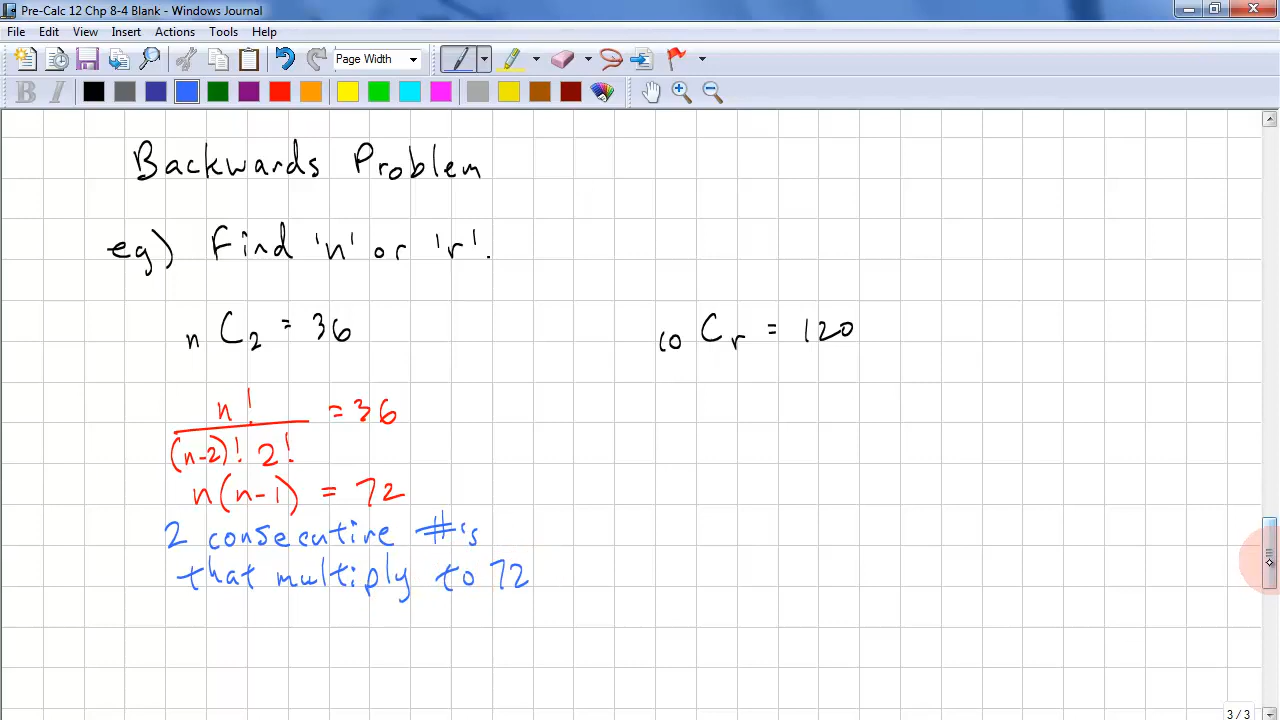 Pre-Calc 12 Chp 8-4 Blank - Windows Journal
File Edit View Insert Actions Tools Help
Page Width
B I
Backwards Problem
eg) Find 'n' or 'r'.
nC2 = 36
10Cr = 120
n!
= 36
(n-2)! 2!
n(n-1) = 72
2 consecutive #'s
that multiply to 72
3/3